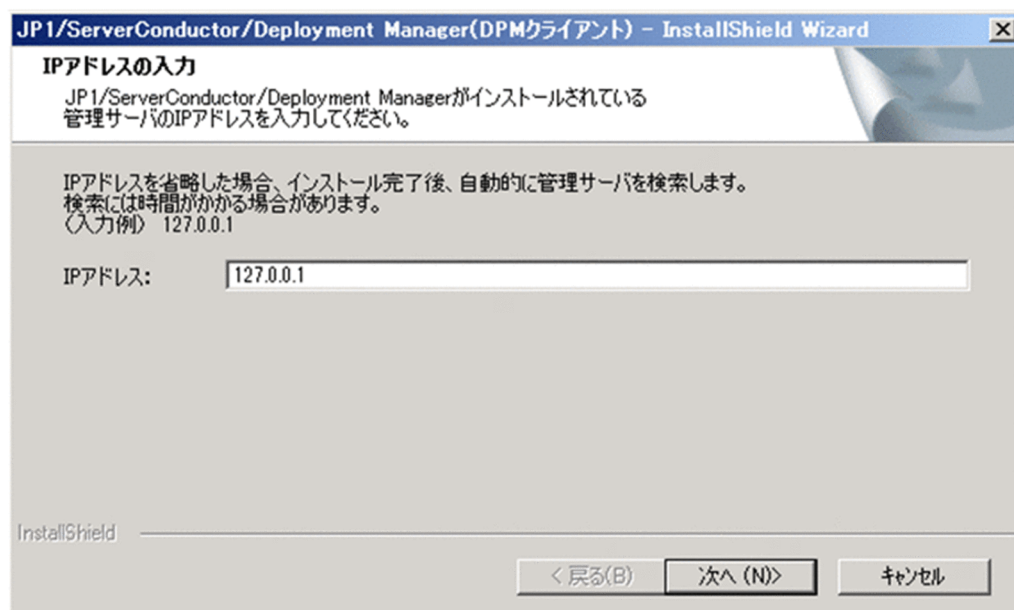 JP1/ServerConductor/Deployment Manager(DPMクライアント) - InstallShield Wizard
IPアドレスの入力
JP1/ServerConductor/Deployment Managerがインストールされている
管理サーバのIPアドレスを入力してください。
IPアドレスを省略した場合、インストール完了後、自動的に管理サーバを検索します。
検索には時間がかかる場合があります。
〈入力例〉 127.0.0.1
IPアドレス: 127.0.0.1
InstallShield
< 戻る(B) 次へ (N)> キャンセル